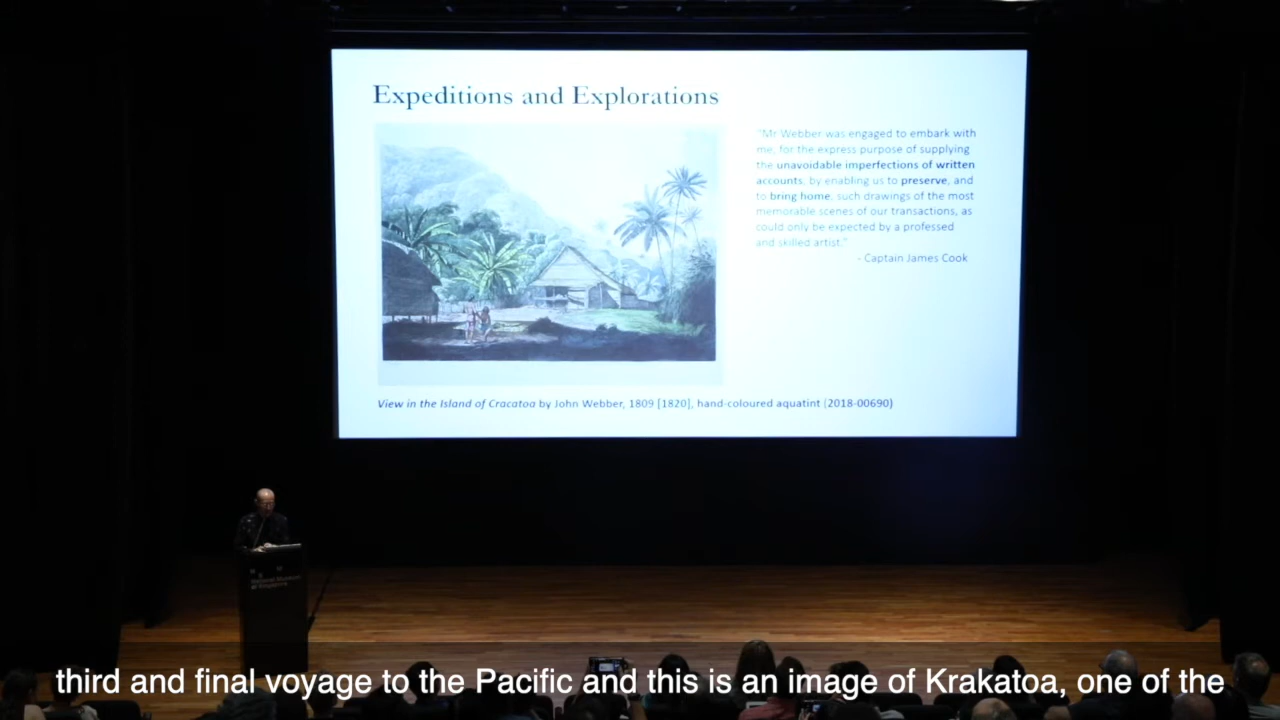 Expeditions and Explorations
"Mr Webber was engaged to embark with
me, for the express purpose of supplying
the unavoidable imperfections of written
accounts, by enabling us to preserve, and
to bring home, such drawings of the most
memorable scenes of our transactions, as
could only be expected by a professed
and skilled artist."
- Captain James Cook
View in the Island of Cracatoa by John Webber, 1809 [1820], hand-coloured aquatint (2018-00690)
National Museum
of Singapore
third and final voyage to the Pacific and this is an image of Krakatoa, one of the